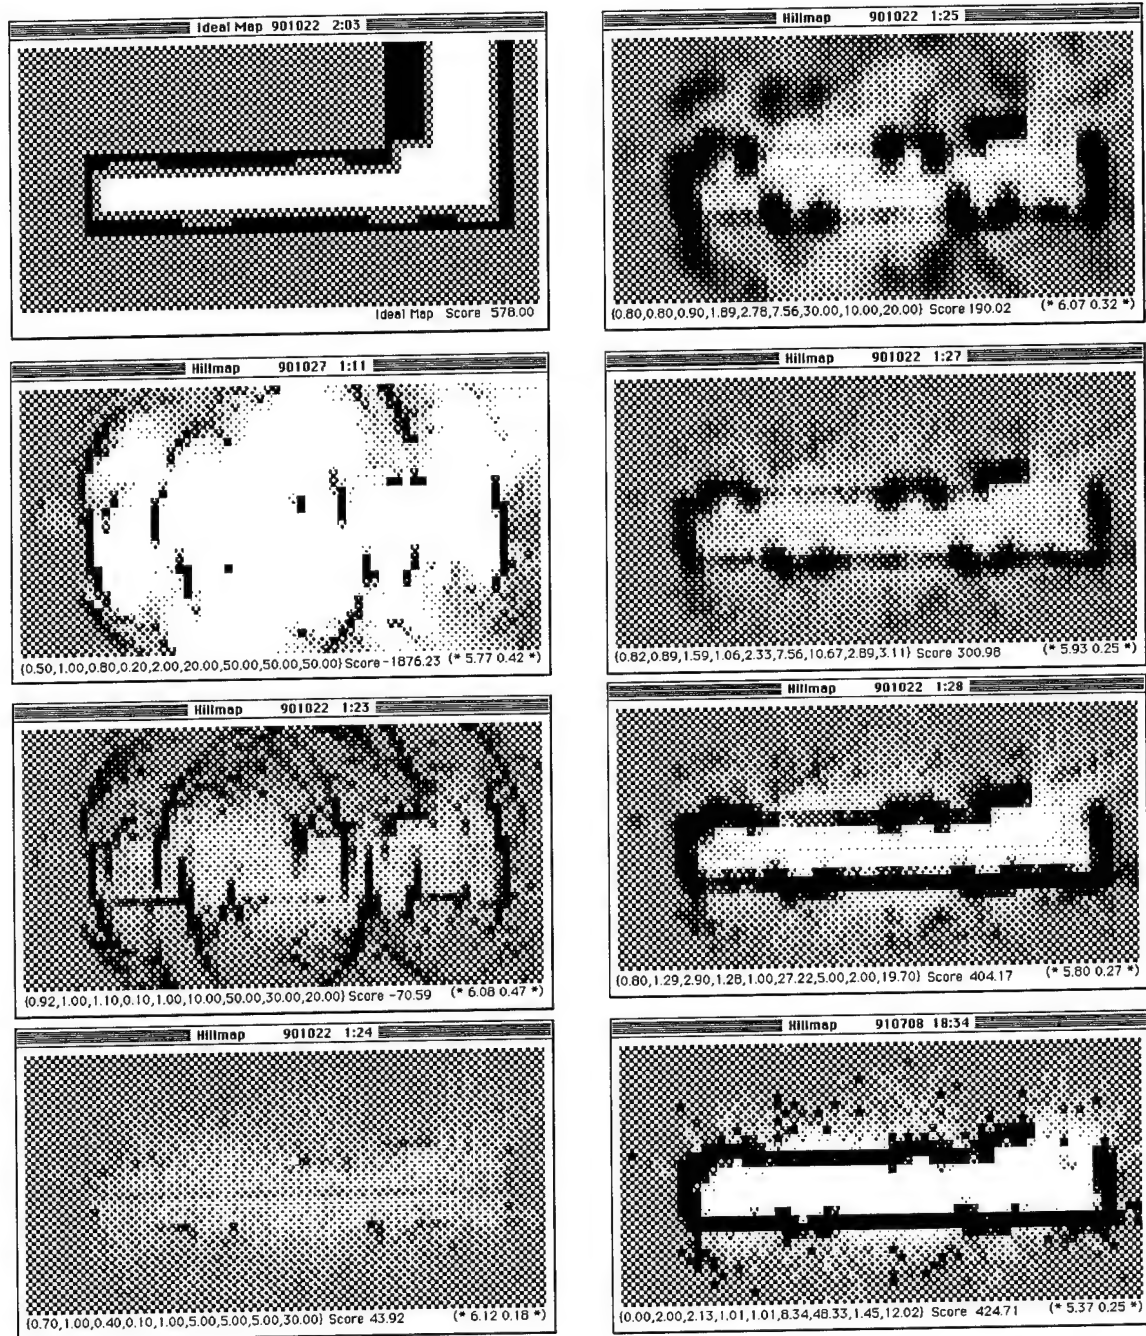 Ideal Map 901022 2:03
Ideal Map Score 578.00
Hillmap 901027 1:11
{0.50,1.00,0.80,0.20,2.00,20.00,50.00,50.00,50.00} Score -1876.23 (* 5.77 0.42 *)
Hillmap 901022 1:23
{0.92,1.00,1.10,0.10,1.00,10.00,50.00,30.00,20.00} Score -70.59 (* 6.08 0.47 *)
Hillmap 901022 1:24
{0.70,1.00,0.40,0.10,1.00,5.00,5.00,5.00,30.00} Score 43.92 (* 6.12 0.18 *)
Hillmap 901022 1:25
{0.80,0.80,0.90,1.89,2.78,7.56,30.00,10.00,20.00} Score 190.02 (* 6.07 0.32 *)
Hillmap 901022 1:27
{0.82,0.89,1.59,1.06,2.33,7.56,10.67,2.89,3.11} Score 300.98 (* 5.93 0.25 *)
Hillmap 901022 1:28
{0.80,1.29,2.90,1.28,1.00,27.22,5.00,2.00,19.70} Score 404.17 (* 5.80 0.27 *)
Hillmap 910708 18:34
{0.00,2.00,2.13,1.01,1.01,8.34,48.33,1.45,12.02} Score 424.71 (* 5.37 0.25 *)